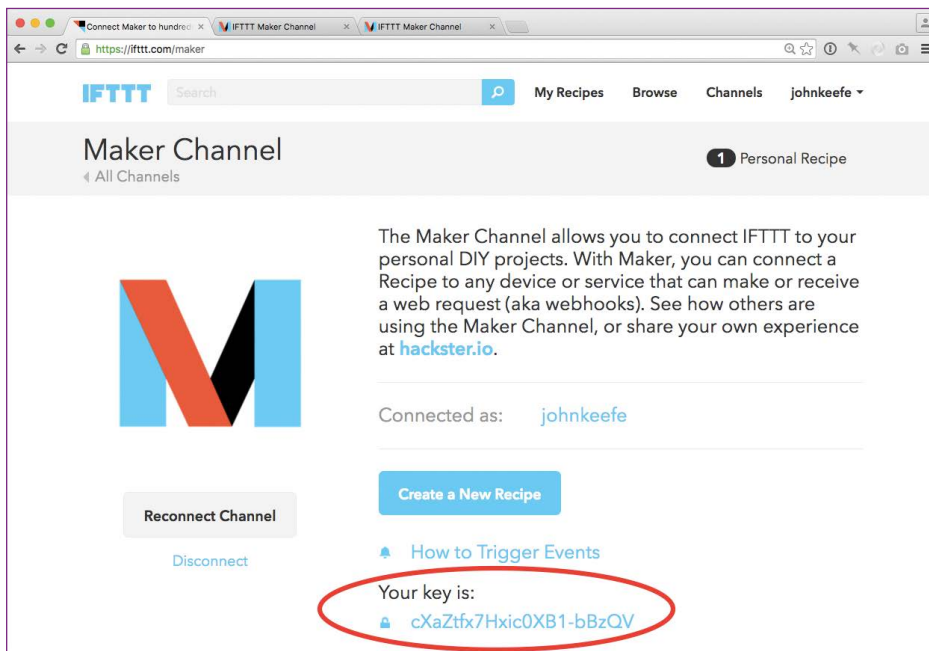 Connect Maker to hundred
IFTTT Maker Channel
IFTTT Maker Channel
https://ifttt.com/maker
IFTTT
Search
My Recipes
Browse
Channels
johnkeefe
Maker Channel
All Channels
1 Personal Recipe
The Maker Channel allows you to connect IFTTT to your
personal DIY projects. With Maker, you can connect a
Recipe to any device or service that can make or receive
a web request (aka webhooks). See how others are
using the Maker Channel, or share your own experience
at hackster.io.
Connected as: johnkeefe
Create a New Recipe
Reconnect Channel
Disconnect
How to Trigger Events
Your key is:
cXaZtfx7Hxic0XB1-bBzQV